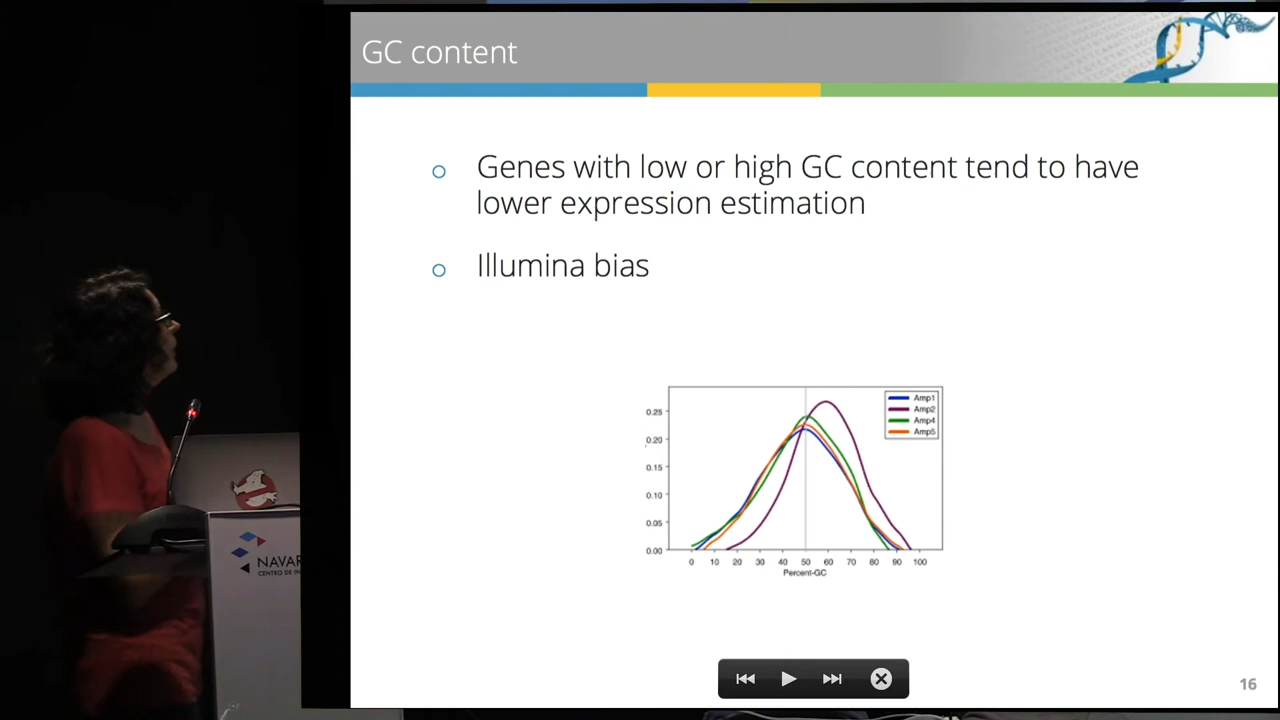 GC content
Genes with low or high GC content tend to have
lower expression estimation
Illumina bias
0.25
0.20
0.15
0.10
0.05
0.00
0 10 20 30 40 50 60 70 80 90 100
Percent-GC
Amp1
Amp2
Amp4
Amp5
NAVAR
CENTRO DE
16